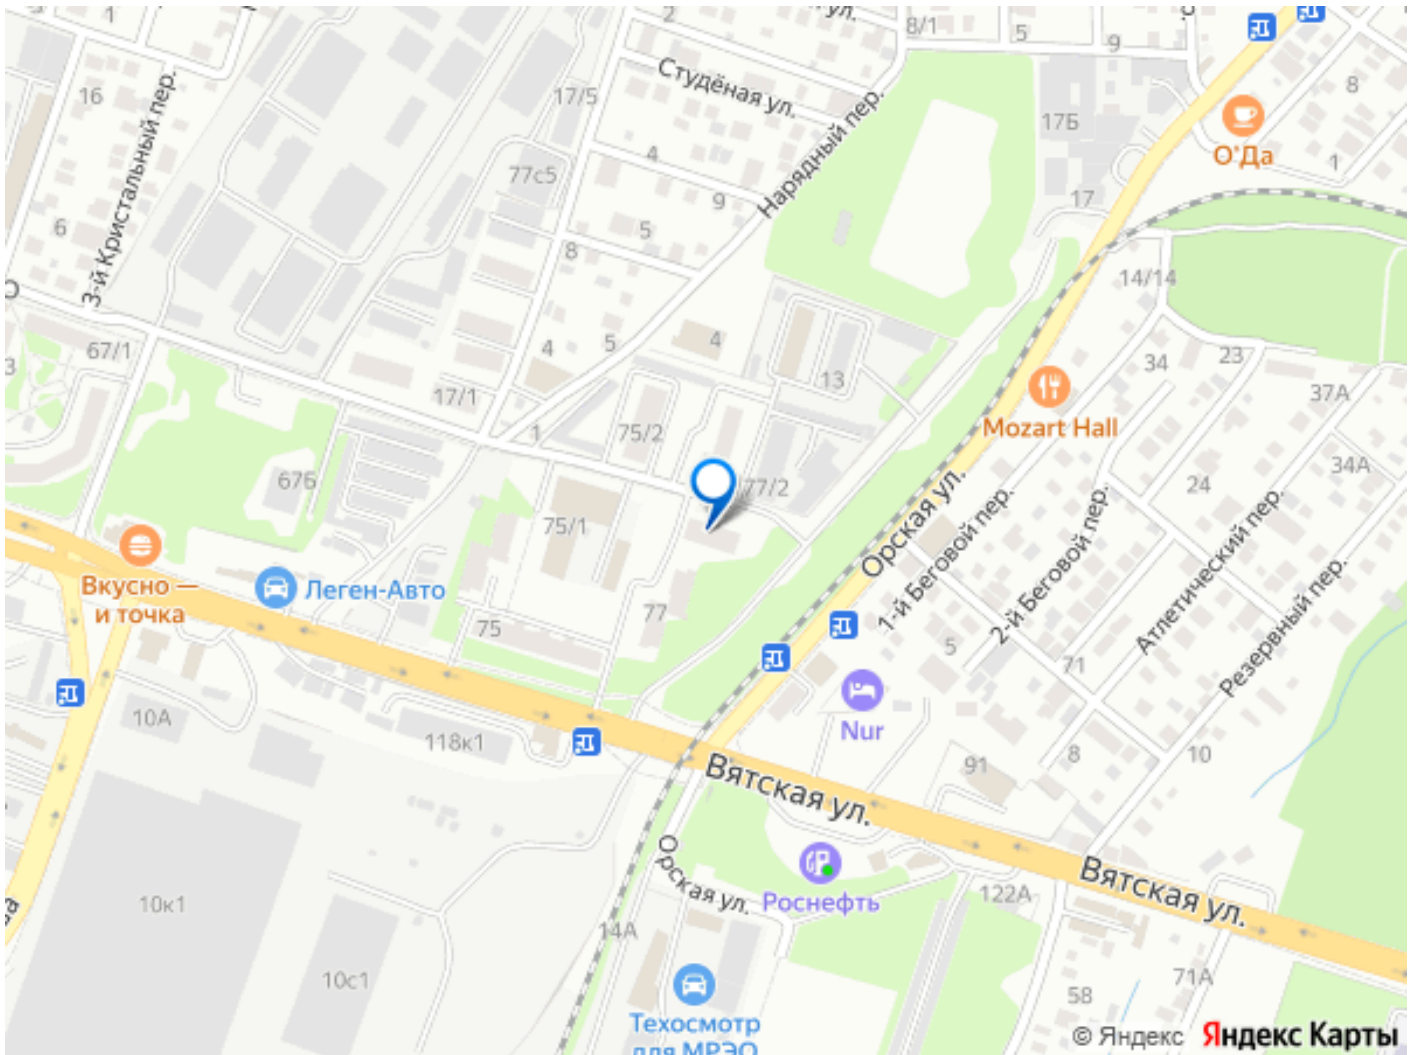 2
ул.
8/1
5
9
1
16
17/5
Студёная ул.
8
17Б
О'Да
3-й Кристальный пер.
4
77с5
Нарядный пер.
1
9
17
6
5
8
14/14
67/1
4
5
4
34
23
13
37А
17/1
Mozart Hall
1
75/2
34А
67Б
77/2
24
75/1
Орская ул.
1-й Беговой пер.
2-й Беговой пер.
Атлетический пер.
Резервный пер.
Вкусно —
и точка
Леген-Авто
75
77
5
71
10А
118к1
Nur
91
8
10
Вятская ул.
Орская ул.
Роснефть
122А
Вятская ул.
10к1
14А
10с1
71А
58
Техосмотр
для МРЭО
© Яндекс Яндекс Карты